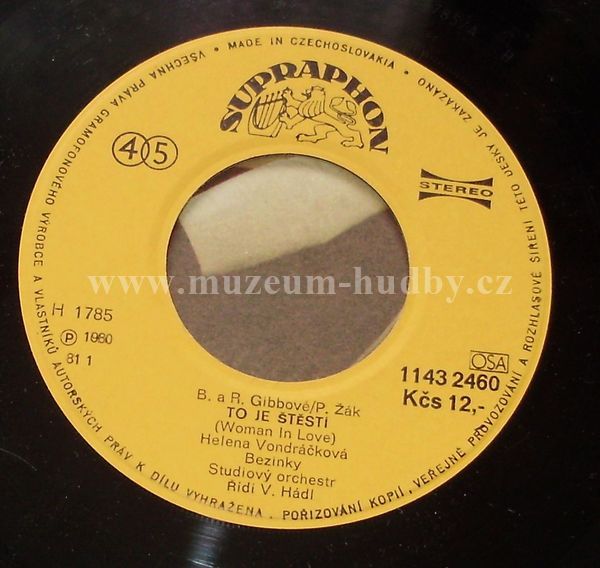 • MADE IN CZECHOSLOVAKIA •
VŠECHNA PRÁVA GRAMOFONOVÉHO VÝROBCE A VLASTNÍKŮ AUTORSKÝCH PRÁV K DÍLU VYHRAŽENA. POŘIZOVÁNÍ KOPIÍ, VEŘEJNÉ PROVOZOVÁNÍ A ROZHLASOVÉ ŠÍŘENÍ TÉTO DESKY JE ZAKÁZÁNO
SUPRAPHON
45
STEREO
www.muzeum-hudby.cz
H 1785
Ⓟ 1980
81 1
OSA
1143 2460
Kčs 12,-
B. a R. Gibbové/P. Žák
TO JE ŠTĚSTÍ
(Woman In Love)
Helena Vondráčková
Bezinky
Studiový orchestr
Řídí V. Hádl